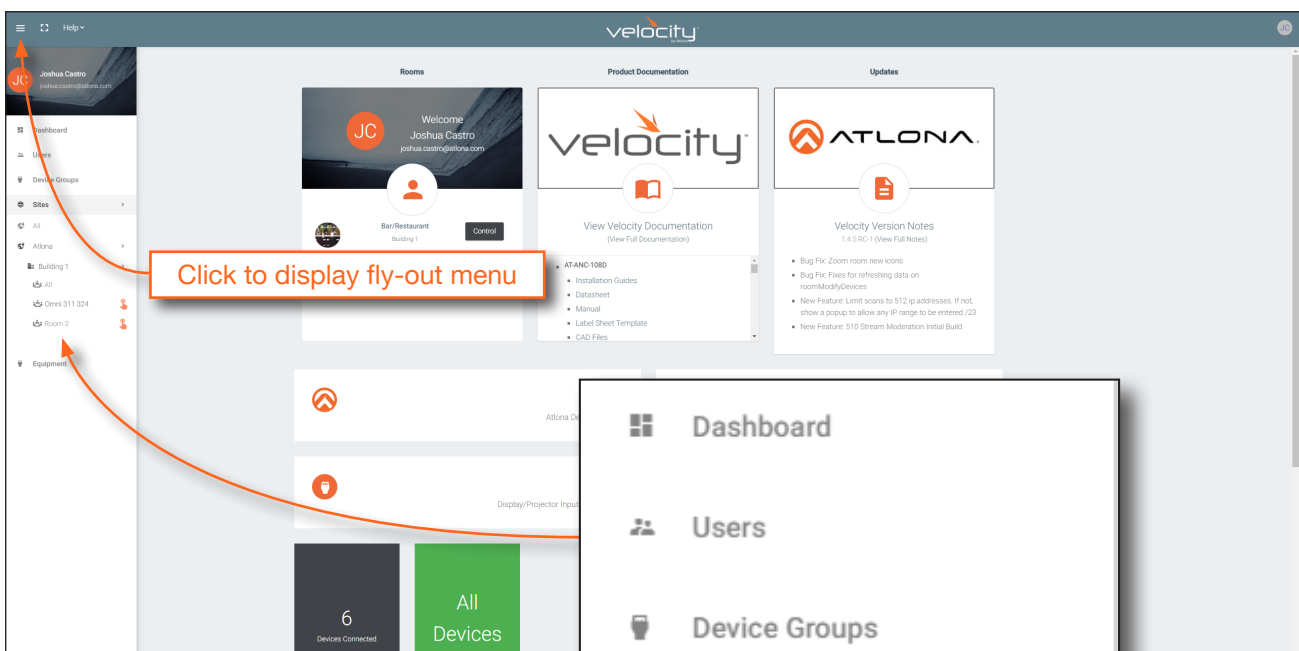 Help
velocity
by Atlona
JC
JC
Joshua Castro
joshua.castro@atlona.com
Dashboard
Users
Device Groups
Sites
All
Atlona
Building 1
All
Omni 311 324
Room 2
Equipment
Click to display fly-out menu
Rooms
JC
Welcome
Joshua Castro
joshua.castro@atlona.com
Bar/Restaurant
Building 1
Control
Product Documentation
velocity
View Velocity Documentation
(View Full Documentation)
AT-ANC-108D
Installation Guides
Datasheet
Manual
Label Sheet Template
CAD Files
Updates
ATLONA.
Velocity Version Notes
1.4.5 RC-1 (View Full Notes)
Bug Fix: Zoom room new icons
Bug Fix: Fixes for refreshing data on
roomModifyDevices
New Feature: Limit scans to 512 ip addresses. If not,
show a popup to allow any IP range to be entered /23
New Feature: 510 Stream Moderation Initial Build
Atlona De
Display/Projector Input
6
Devices Connected
All
Devices
Dashboard
Users
Device Groups